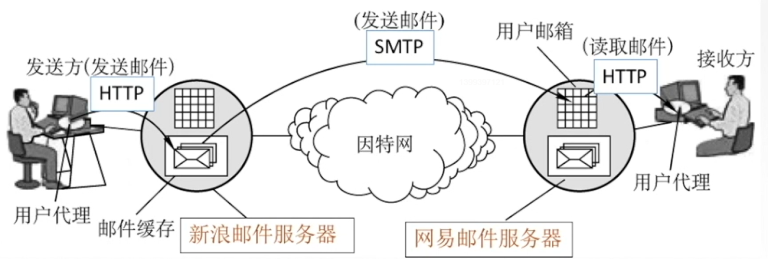 (发送邮件)
SMTP
用户邮箱
(读取邮件)
HTTP
接收方
发送方(发送邮件)
HTTP
因特网
用户代理
邮件缓存
新浪邮件服务器
网易邮件服务器
用户代理